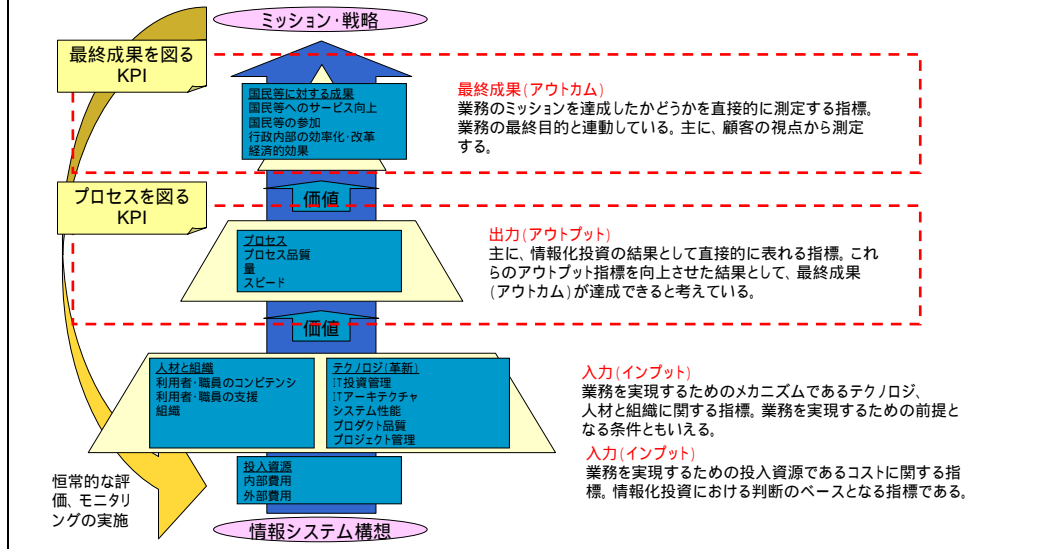 ミッション・戦略
最終成果を図る
KPI
国民等に対する成果
国民等へのサービス向上
国民等の参加
行政内部の効率化・改革
経済的効果
最終成果(アウトカム)
業務のミッションを達成したかどうかを直接的に測定する指標。
業務の最終目的と連動している。主に、顧客の視点から測定
する。
価値
プロセスを図る
KPI
プロセス
プロセス品質
量
スピード
出力(アウトプット)
主に、情報化投資の結果として直接的に表れる指標。これ
らのアウトプット指標を向上させた結果として、最終成果
(アウトカム)が達成できると考えている。
価値
人材と組織
利用者・職員のコンピテンシ
利用者・職員の支援
組織
テクノロジ(革新)
IT投資管理
ITアーキテクチャ
システム性能
プロダクト品質
プロジェクト管理
入力(インプット)
業務を実現するためのメカニズムであるテクノロジ、
人材と組織に関する指標。業務を実現するための前提と
なる条件ともいえる。
投入資源
内部費用
外部費用
入力(インプット)
業務を実現するための投入資源であるコストに関する指
標。情報化投資における判断のベースとなる指標である。
恒常的な評
価、モニタリ
ングの実施
情報システム構想